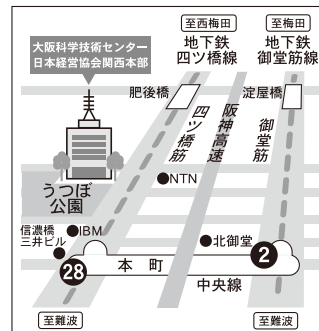 至西梅田
至梅田
地下鉄
四ツ橋線
地下鉄
御堂筋線
大阪科学技術センター
日本経営協会関西本部
肥後橋
淀屋橋
四ツ橋筋
阪神高速
御堂筋
うつぼ
公園
●NTN
信濃橋
三井ビル
●IBM
●北御堂
2
28
本町
中央線
至難波
至難波